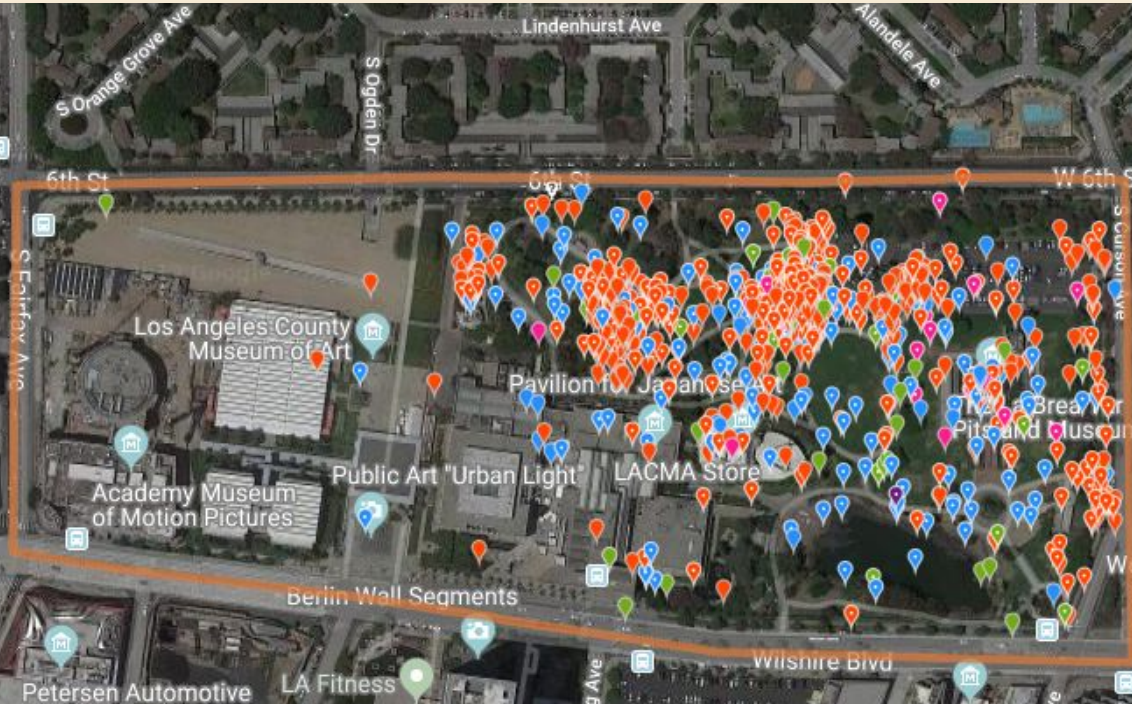 Lindenhurst Ave
S Orange Grove Ave
S Ogden Dr
Alandele Ave
6th St
6th St
W 6th S
S Fairfax Ave
S Curson Ave
Los Angeles County
Museum of Art
Pavilion for Japanese Art
Public Art "Urban Light"
LACMA Store
Academy Museum
of Motion Pictures
Berlin Wall Segments
W
Wilshire Blvd
g Ave
LA Fitness
Petersen Automotive